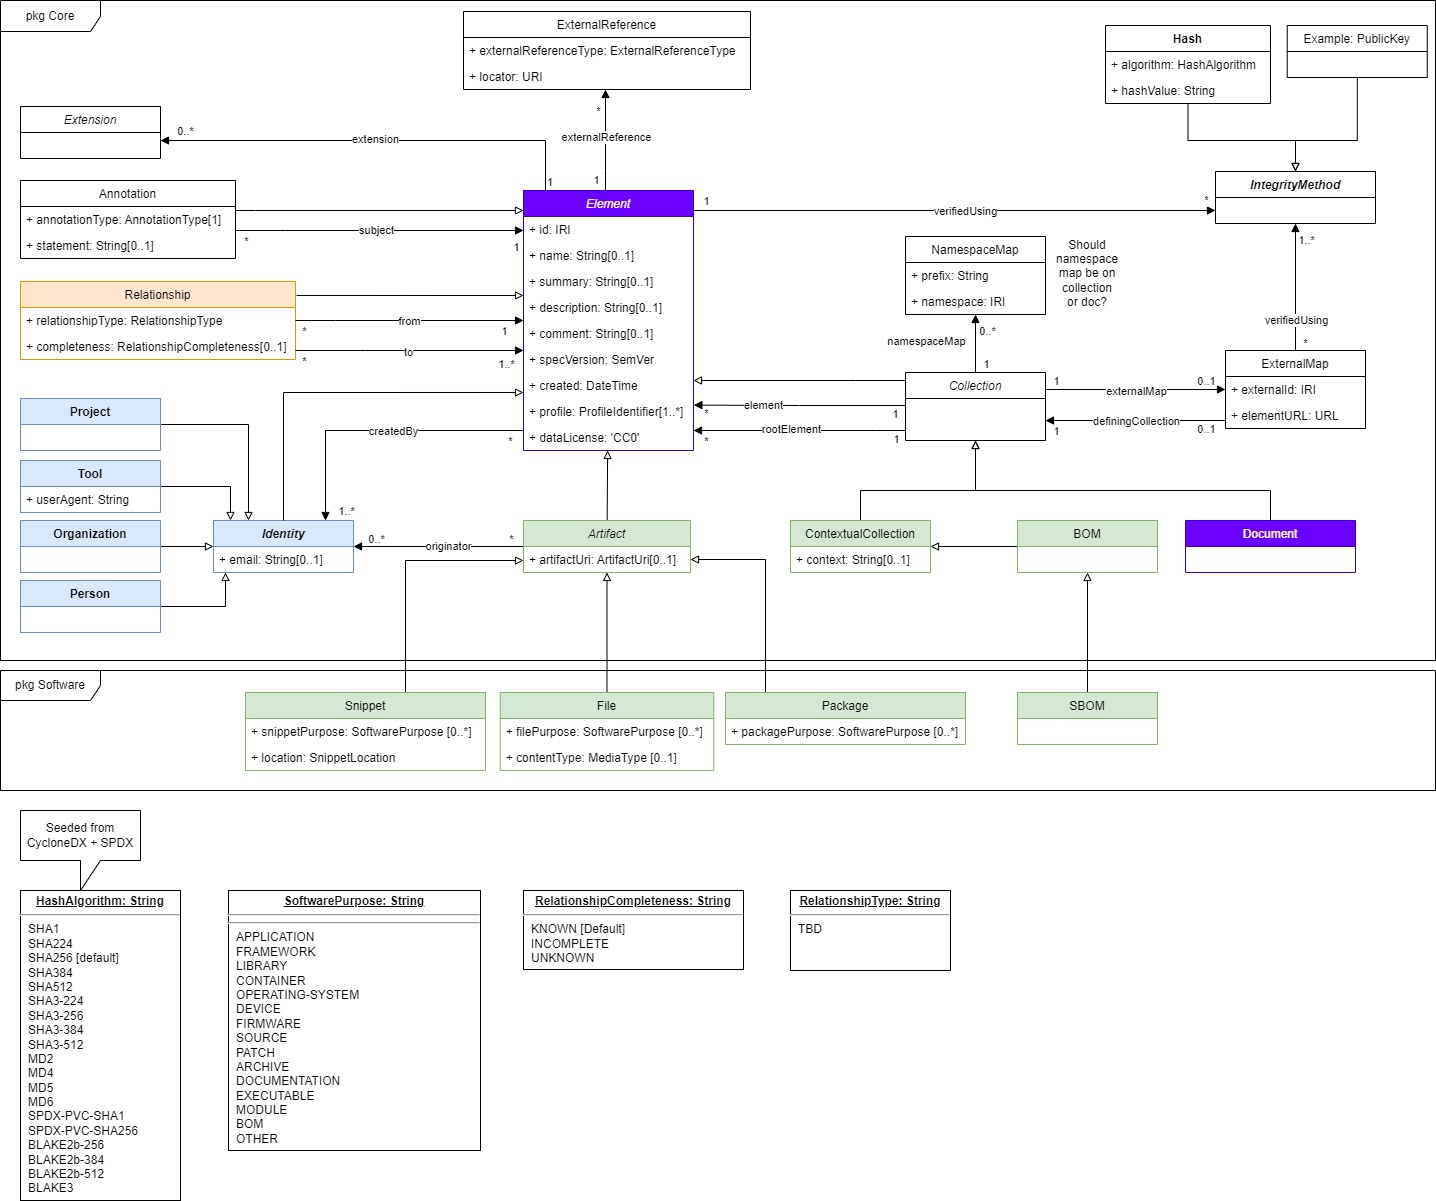 pkg Core
ExternalReference
+ externalReferenceType: ExternalReferenceType
+ locator: URI
Hash
+ algorithm: HashAlgorithm
+ hashValue: String
Example: PublicKey
Extension
0..*
extension
1
*
externalReference
1
Annotation
+ annotationType: AnnotationType[1]
+ statement: String[0..1]
subject
*
1
Element
+ id: IRI
+ name: String[0..1]
+ summary: String[0..1]
+ description: String[0..1]
+ comment: String[0..1]
+ specVersion: SemVer
+ created: DateTime
+ profile: ProfileIdentifier[1..*]
+ dataLicense: 'CC0'
1
verifiedUsing
*
IntegrityMethod
1..*
verifiedUsing
*
NamespaceMap
+ prefix: String
+ namespace: IRI
Should
namespace
map be on
collection
or doc?
0..*
namespaceMap
1
Relationship
+ relationshipType: RelationshipType
+ completeness: RelationshipCompleteness[0..1]
*
from
1
*
to
1..*
Collection
element
*
1
rootElement
*
1
1
externalMap
0..1
1
definingCollection
0..1
ExternalMap
+ externalId: IRI
+ elementURL: URL
Project
Tool
+ userAgent: String
Organization
Person
createdBy
*
1..*
Identity
+ email: String[0..1]
0..*
originator
*
Artifact
+ artifactUri: ArtifactUri[0..1]
ContextualCollection
+ context: String[0..1]
BOM
Document
pkg Software
Snippet
+ snippetPurpose: SoftwarePurpose [0..*]
+ location: SnippetLocation
File
+ filePurpose: SoftwarePurpose [0..*]
+ contentType: MediaType [0..1]
Package
+ packagePurpose: SoftwarePurpose [0..*]
SBOM
Seeded from
CycloneDX + SPDX
HashAlgorithm: String
SHA1
SHA224
SHA256 [default]
SHA384
SHA512
SHA3-224
SHA3-256
SHA3-384
SHA3-512
MD2
MD4
MD5
MD6
SPDX-PVC-SHA1
SPDX-PVC-SHA256
BLAKE2b-256
BLAKE2b-384
BLAKE2b-512
BLAKE3
SoftwarePurpose: String
APPLICATION
FRAMEWORK
LIBRARY
CONTAINER
OPERATING-SYSTEM
DEVICE
FIRMWARE
SOURCE
PATCH
ARCHIVE
DOCUMENTATION
EXECUTABLE
MODULE
BOM
OTHER
RelationshipCompleteness: String
KNOWN [Default]
INCOMPLETE
UNKNOWN
RelationshipType: String
TBD